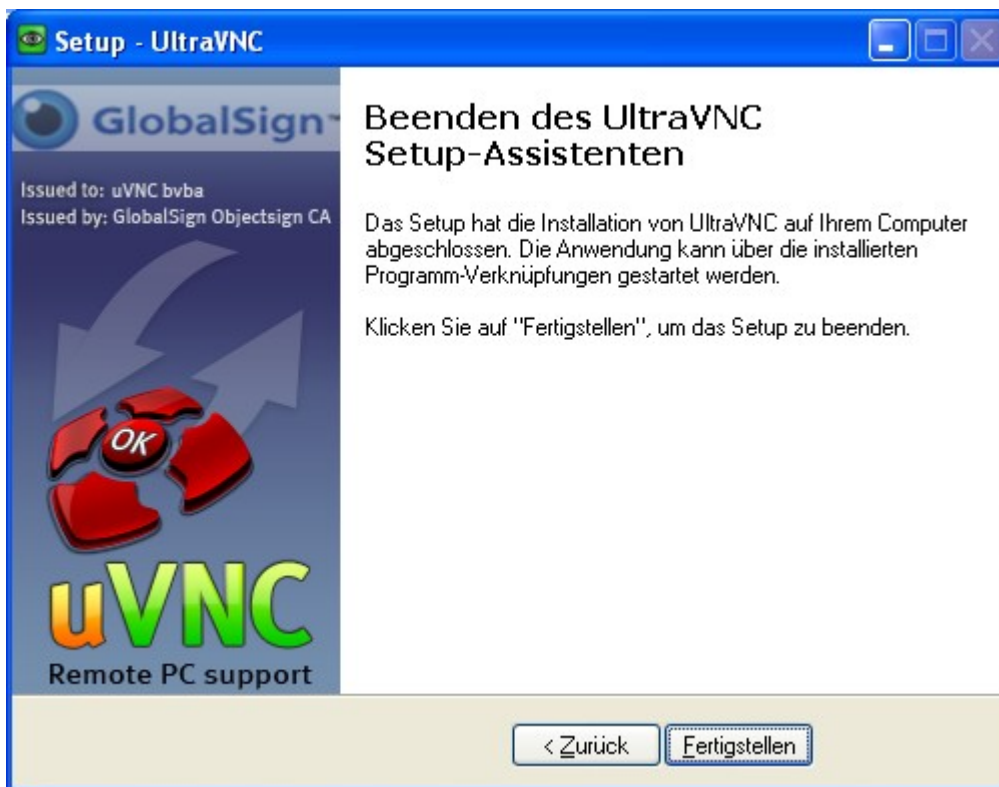 Setup - UltraVNC
GlobalSign
Issued to: uVNC bvba
Issued by: GlobalSign Objectsign CA
OK
uVNC
Remote PC support
Beenden des UltraVNC
Setup-Assistenten
Das Setup hat die Installation von UltraVNC auf Ihrem Computer
abgeschlossen. Die Anwendung kann über die installierten
Programm-Verknüpfungen gestartet werden.
Klicken Sie auf "Fertigstellen", um das Setup zu beenden.
< Zurück
Fertigstellen